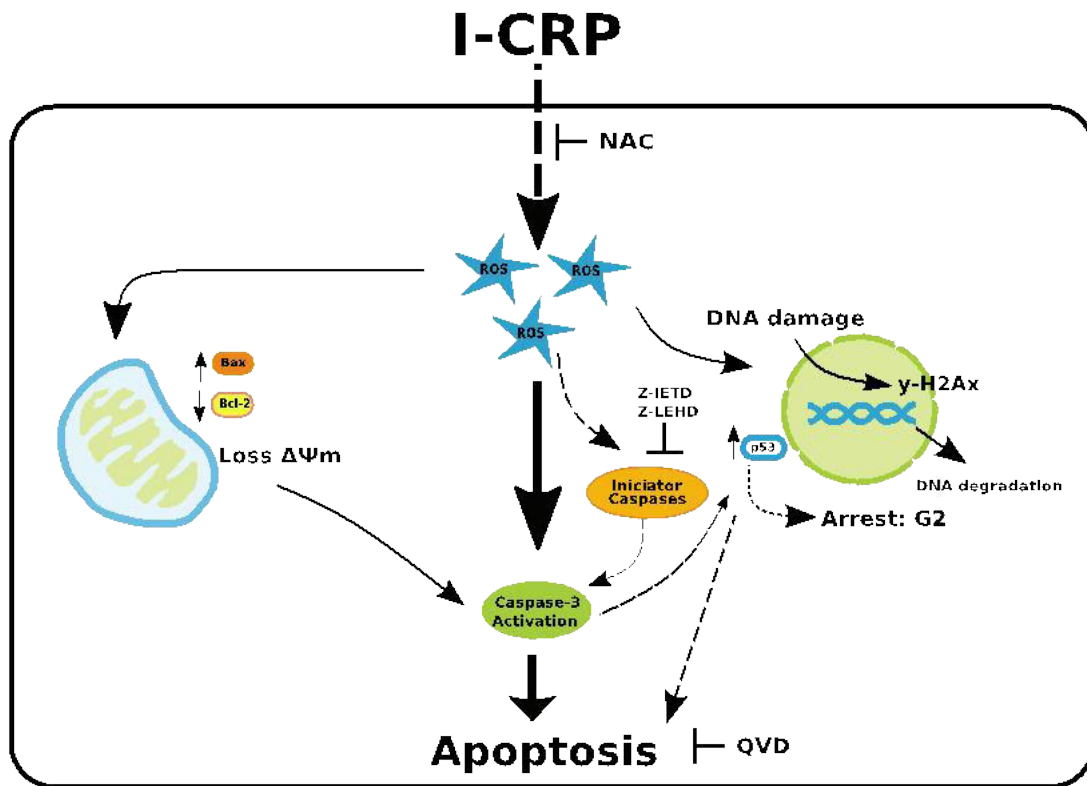 I-CRP
NAC
ROS
ROS
ROS
DNA damage
y-H2Ax
Bax
Bcl-2
Z-IETD
Z-LEHD
p53
Loss ΔΨm
Iniciator
Caspases
DNA degradation
Arrest: G2
Caspase-3
Activation
Apoptosis
QVD